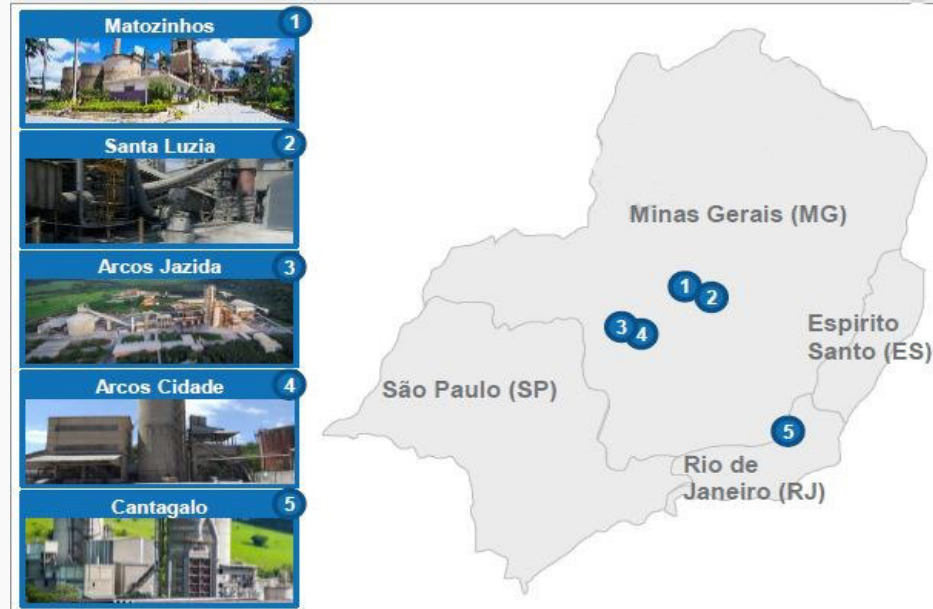 Matozinhos
1
Santa Luzia
2
Arcos Jazida
3
Arcos Cidade
4
Cantagalo
5
Minas Gerais (MG)
1
2
3
4
Espirito
Santo (ES)
São Paulo (SP)
5
Rio de
Janeiro (RJ)